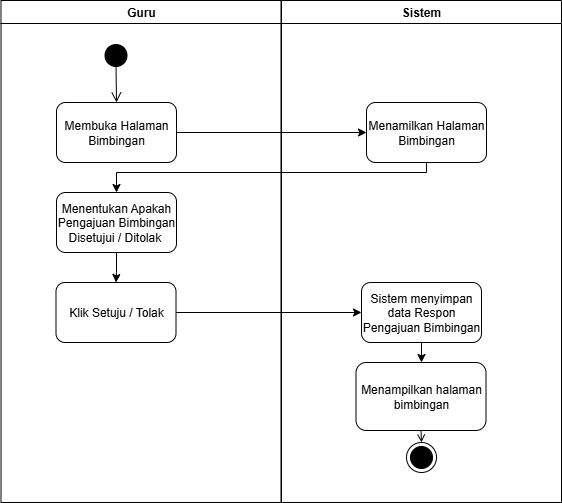 Guru
Sistem
Membuka Halaman
Bimbingan
Menamilkan Halaman
Bimbingan
Menentukan Apakah
Pengajuan Bimbingan
Disetujui / Ditolak
Klik Setuju / Tolak
Sistem menyimpan
data Respon
Pengajuan Bimbingan
Menampilkan halaman
bimbingan